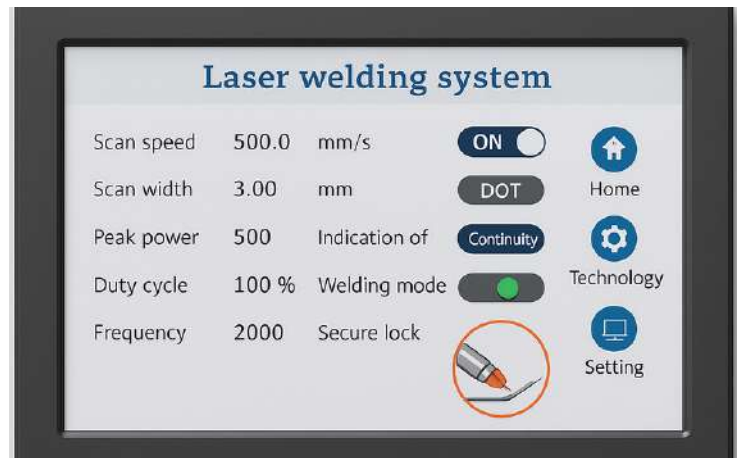 Laser welding system
Scan speed 500.0 mm/s ON
Home
Scan width 3.00 mm DOT
Peak power 500 Indication of Continuity
Technology
Duty cycle 100 % Welding mode
Frequency 2000 Secure lock
Setting